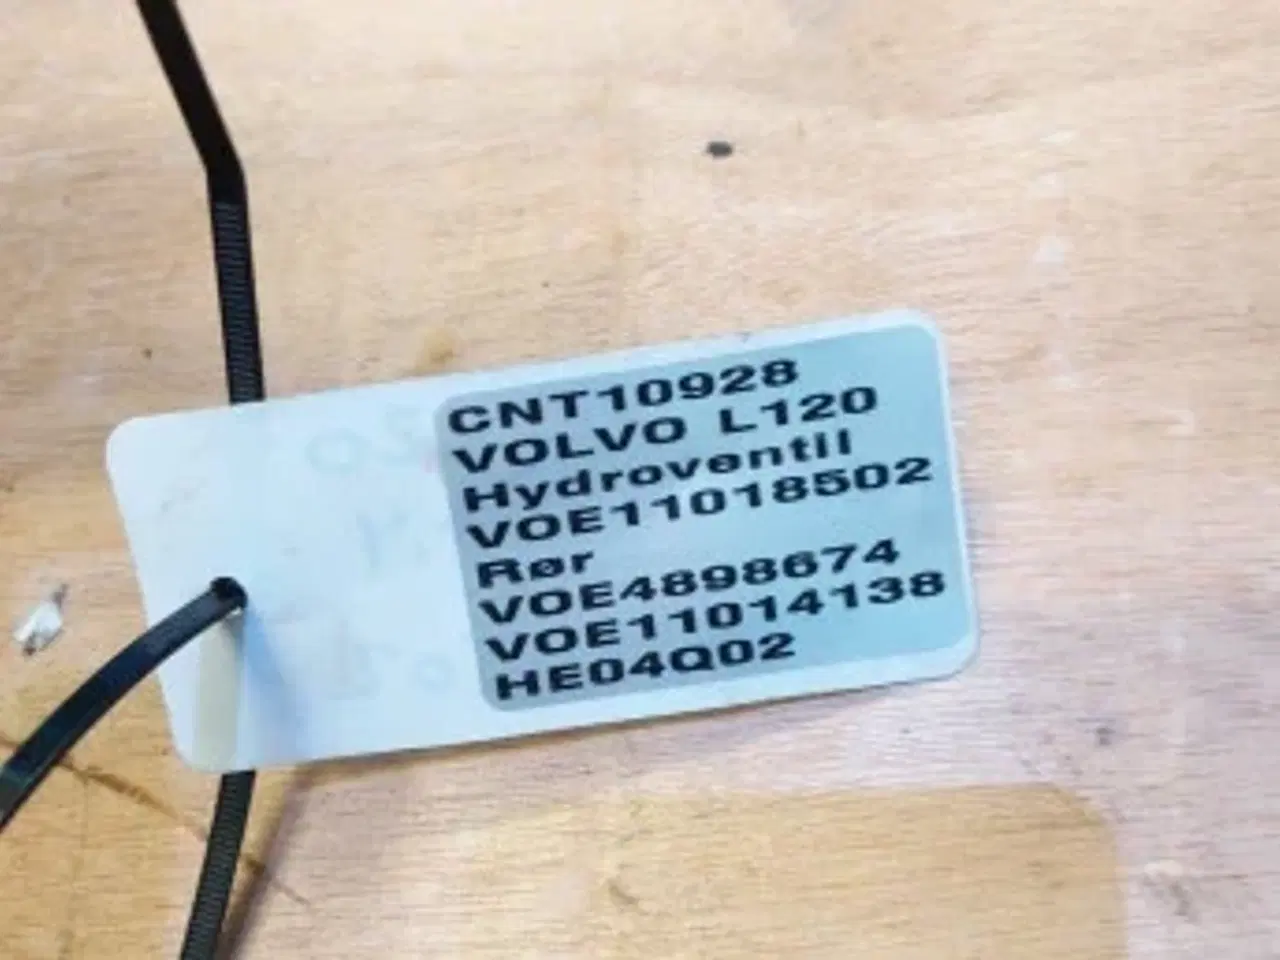 CNT10928
VOLVO L120
Hydroventil
VOE11018502
Rør
VOE4898674
VOE11014138
HE04Q02